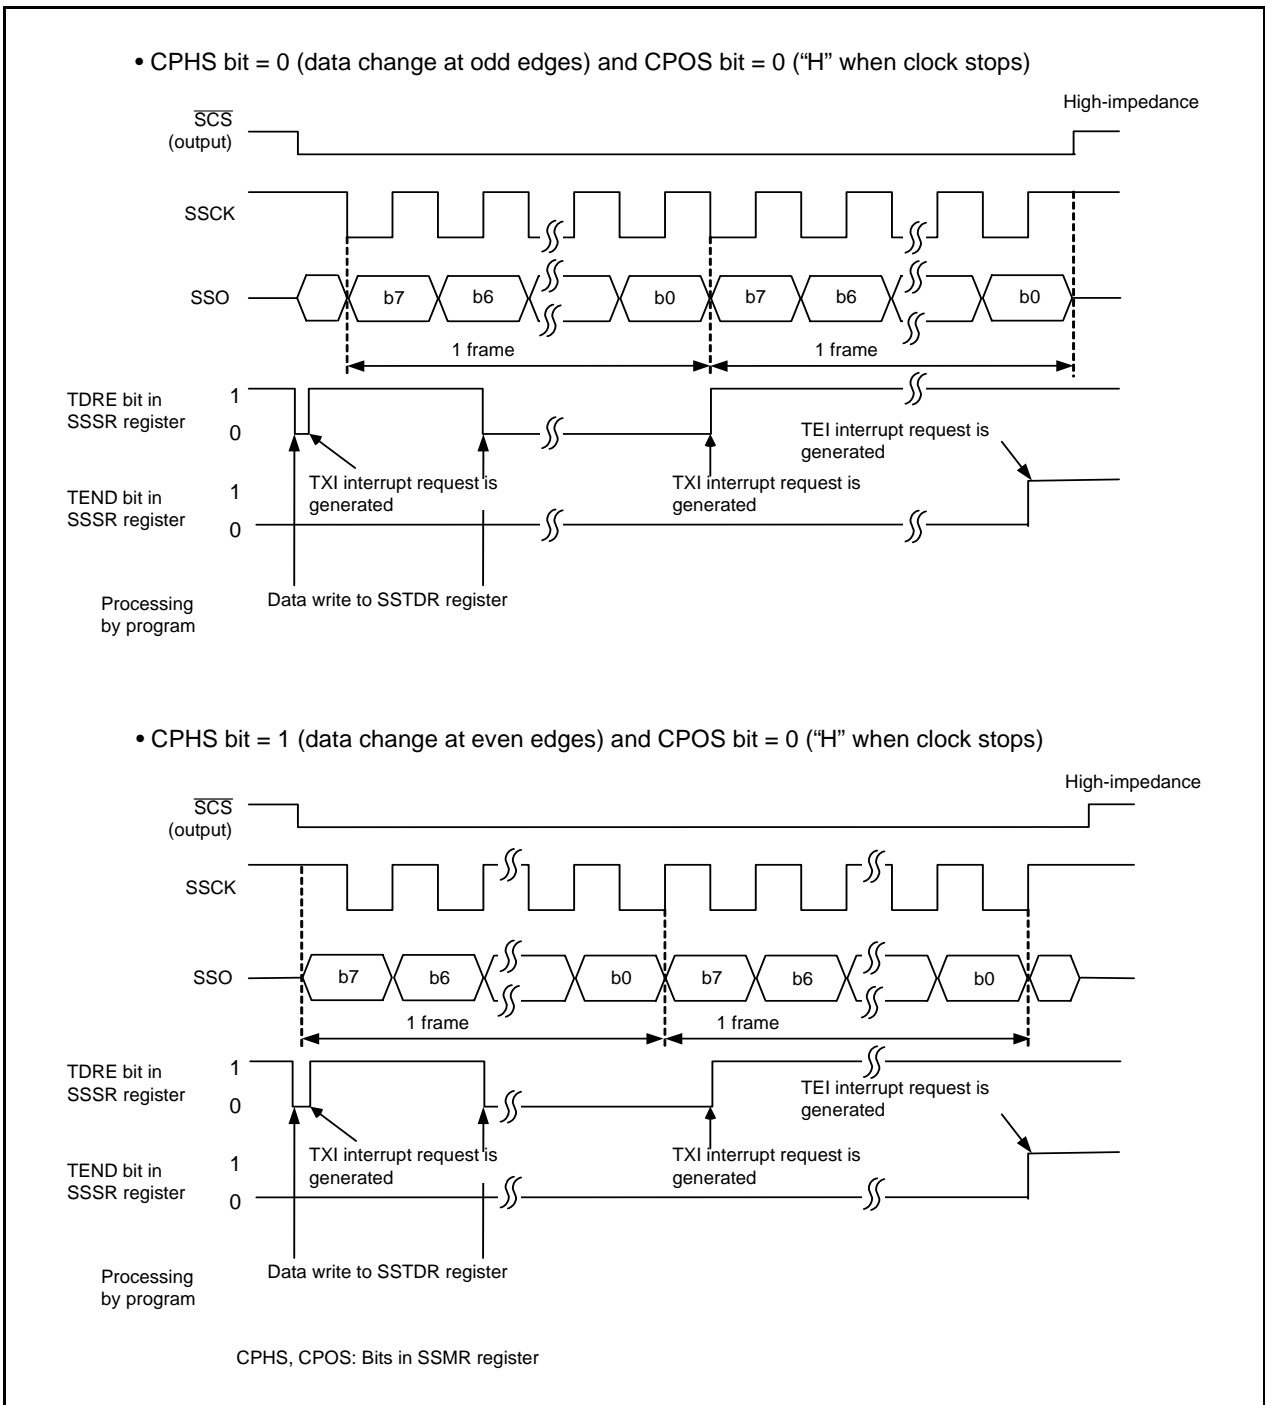 • CPHS bit = 0 (data change at odd edges) and CPOS bit = 0 (“H” when clock stops)
High-impedance
SCS
(output)
SSCK
SSO
b7
b6
b0
b7
b6
b0
1 frame
1 frame
TDRE bit in
SSSR register
1
0
TEI interrupt request is
generated
TXI interrupt request is
generated
TXI interrupt request is
generated
TEND bit in
SSSR register
1
0
Processing
by program
Data write to SSTDR register
• CPHS bit = 1 (data change at even edges) and CPOS bit = 0 (“H” when clock stops)
High-impedance
SCS
(output)
SSCK
SSO
b7
b6
b0
b7
b6
b0
1 frame
1 frame
TDRE bit in
SSSR register
1
0
TEI interrupt request is
generated
TXI interrupt request is
generated
TXI interrupt request is
generated
TEND bit in
SSSR register
1
0
Processing
by program
Data write to SSTDR register
CPHS, CPOS: Bits in SSMR register